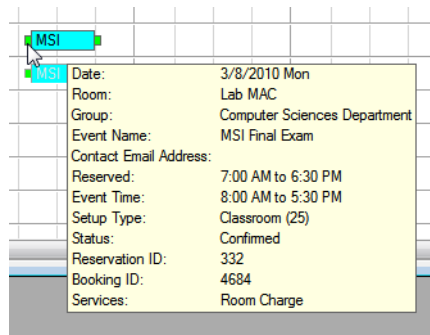 MSI
MSI
Date: 3/8/2010 Mon
Room: Lab MAC
Group: Computer Sciences Department
Event Name: MSI Final Exam
Contact Email Address:
Reserved: 7:00 AM to 6:30 PM
Event Time: 8:00 AM to 5:30 PM
Setup Type: Classroom (25)
Status: Confirmed
Reservation ID: 332
Booking ID: 4684
Services: Room Charge